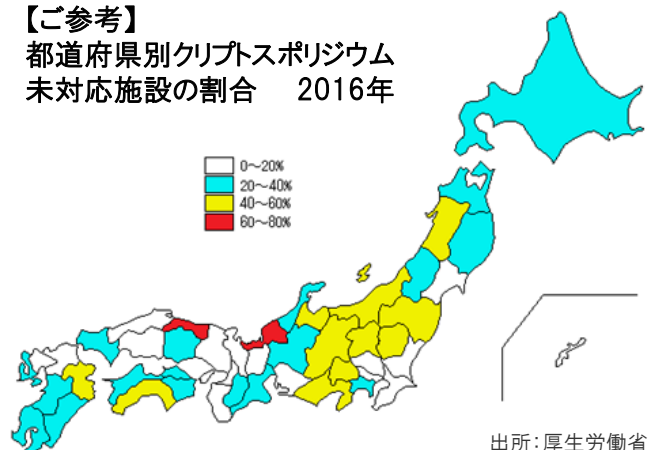 【ご参考】
都道府県別クリプトスポリジウム
未対応施設の割合 2016年
0～20%
20～40%
40～60%
60～80%
出所：厚生労働省